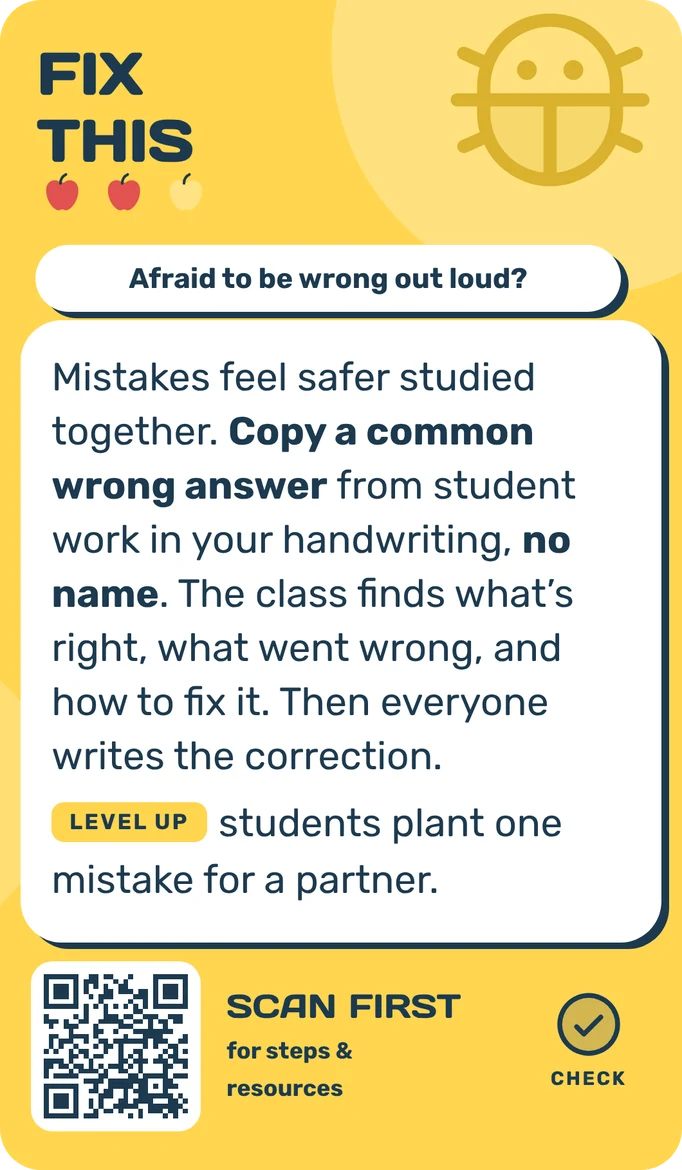 FIX
THIS
Afraid to be wrong out loud?
Mistakes feel safer studied
together. Copy a common
wrong answer from student
work in your handwriting, no
name. The class finds what’s
right, what went wrong, and
how to fix it. Then everyone
writes the correction.
LEVEL UP students plant one
mistake for a partner.
SCAN FIRST
for steps &
resources
CHECK